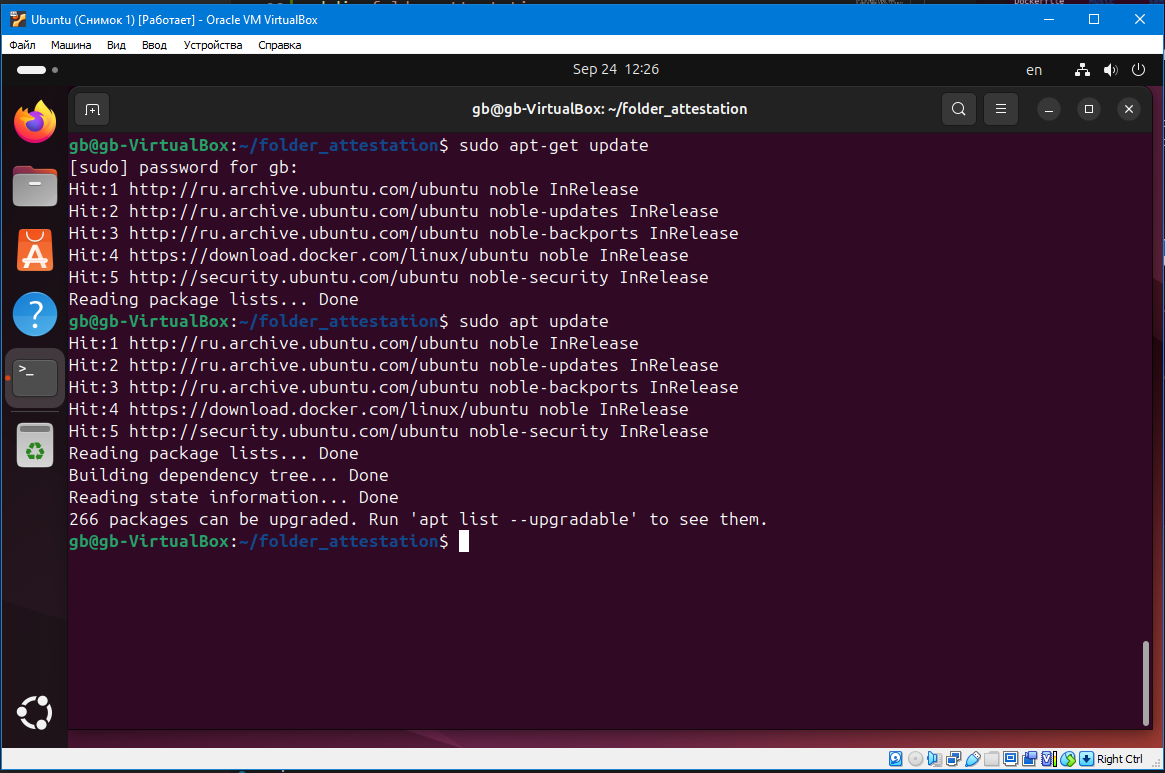 Ubuntu (Снимок 1) [Работает] - Oracle VM VirtualBox
Файл Машина Вид Ввод Устройства Справка
Sep 24 12:26
en
gb@gb-VirtualBox: ~/folder_attestation
gb@gb-VirtualBox:~/folder_attestation$ sudo apt-get update
[sudo] password for gb:
Hit:1 http://ru.archive.ubuntu.com/ubuntu noble InRelease
Hit:2 http://ru.archive.ubuntu.com/ubuntu noble-updates InRelease
Hit:3 http://ru.archive.ubuntu.com/ubuntu noble-backports InRelease
Hit:4 https://download.docker.com/linux/ubuntu noble InRelease
Hit:5 http://security.ubuntu.com/ubuntu noble-security InRelease
Reading package lists... Done
gb@gb-VirtualBox:~/folder_attestation$ sudo apt update
Hit:1 http://ru.archive.ubuntu.com/ubuntu noble InRelease
Hit:2 http://ru.archive.ubuntu.com/ubuntu noble-updates InRelease
Hit:3 http://ru.archive.ubuntu.com/ubuntu noble-backports InRelease
Hit:4 https://download.docker.com/linux/ubuntu noble InRelease
Hit:5 http://security.ubuntu.com/ubuntu noble-security InRelease
Reading package lists... Done
Building dependency tree... Done
Reading state information... Done
266 packages can be upgraded. Run 'apt list --upgradable' to see them.
gb@gb-VirtualBox:~/folder_attestation$
Right Ctrl